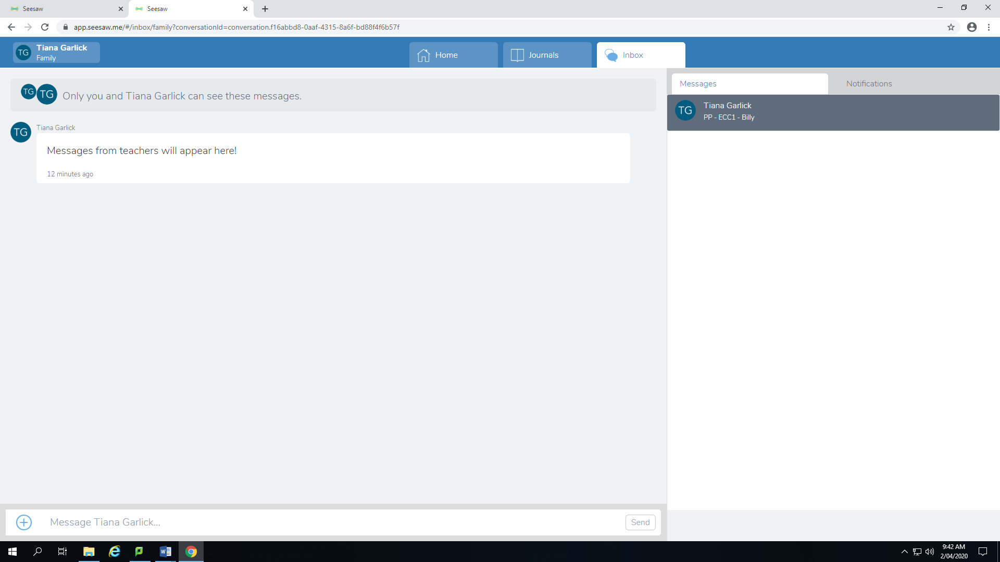 Seesaw
Seesaw
app.seesaw.me/#/inbox/family?conversationId=conversation.f16abbd8-0aaf-4315-8a6f-bd88f4f6b57f
TG
Tiana Garlick
Family
Home
Journals
Inbox
TG TG Only you and Tiana Garlick can see these messages.
TG
Tiana Garlick
Messages from teachers will appear here!
12 minutes ago
Messages
Notifications
TG
Tiana Garlick
PP - ECC1 - Billy
Message Tiana Garlick...
Send
9:42 AM
2/04/2020